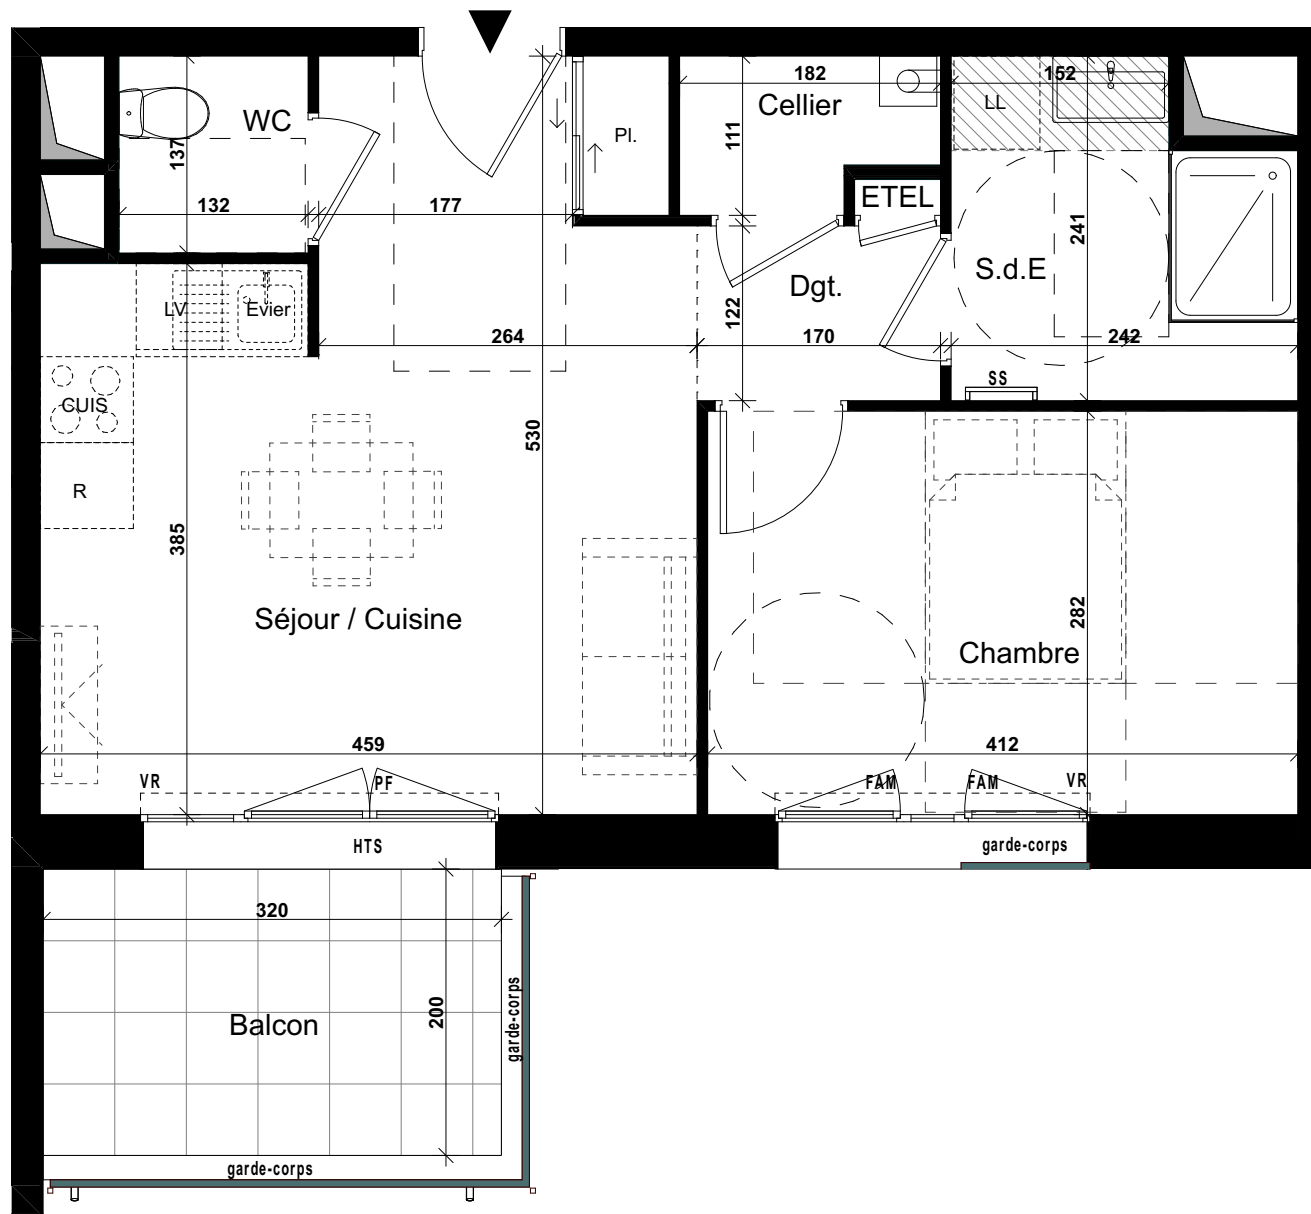 182
152
LL
Cellier
WC
Pl.
137
111
132
177
ETEL
241
S.d.E
Dgt.
122
LV
Evier
264
170
242
SS
CUIS
530
R
385
Séjour / Cuisine
282
Chambre
459
412
VR
PF
FAM
FAM
VR
HTS
garde-corps
320
200
garde-corps
Balcon
garde-corps